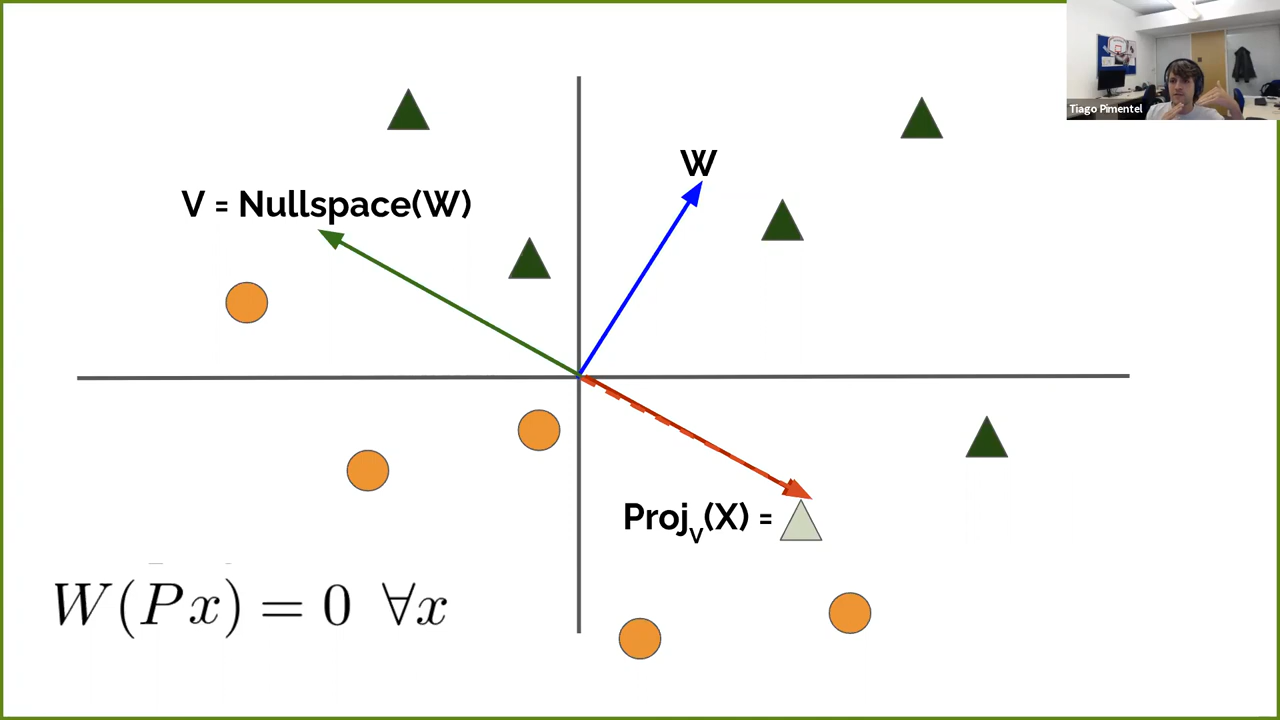 Tiago Pimentel
W
V = Nullspace(W)
Proj_V(X) =
W(Px) = 0 ∀x